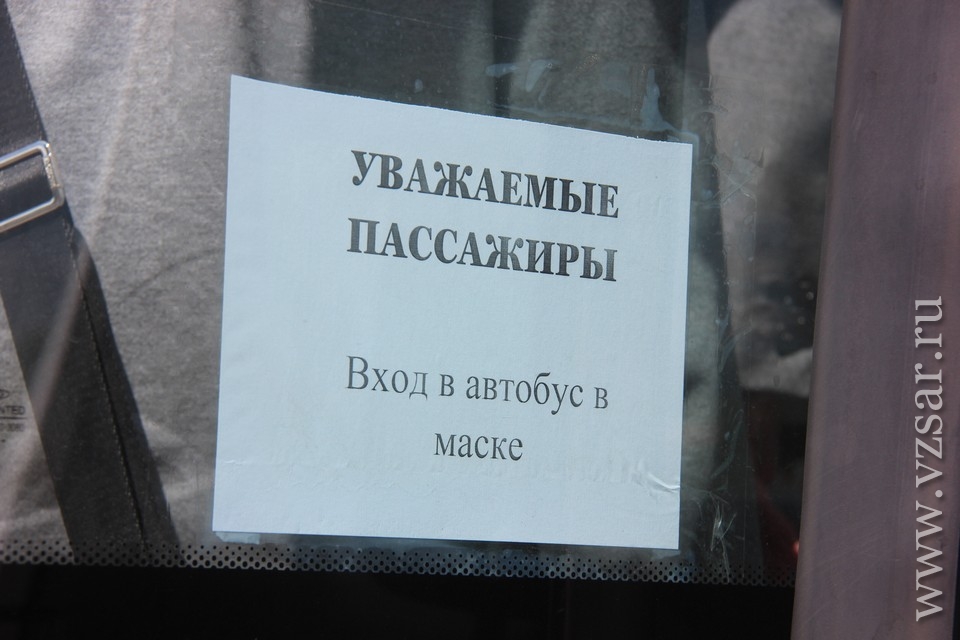 УВАЖАЕМЫЕ
ПАССАЖИРЫ
Вход в автобус в
маске
www.vzsar.ru